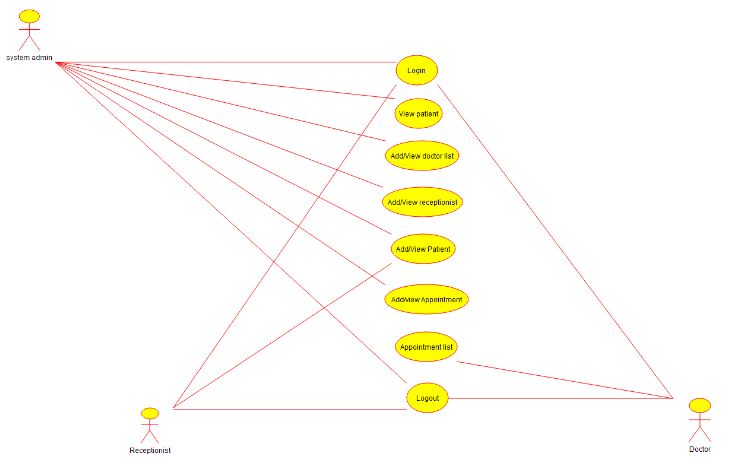 system admin
Login
View patient
Add/View doctor list
Add/View receptionist
Add/View Patient
Add/view Appointment
Appointment list
Logout
Receptionist
Doctor